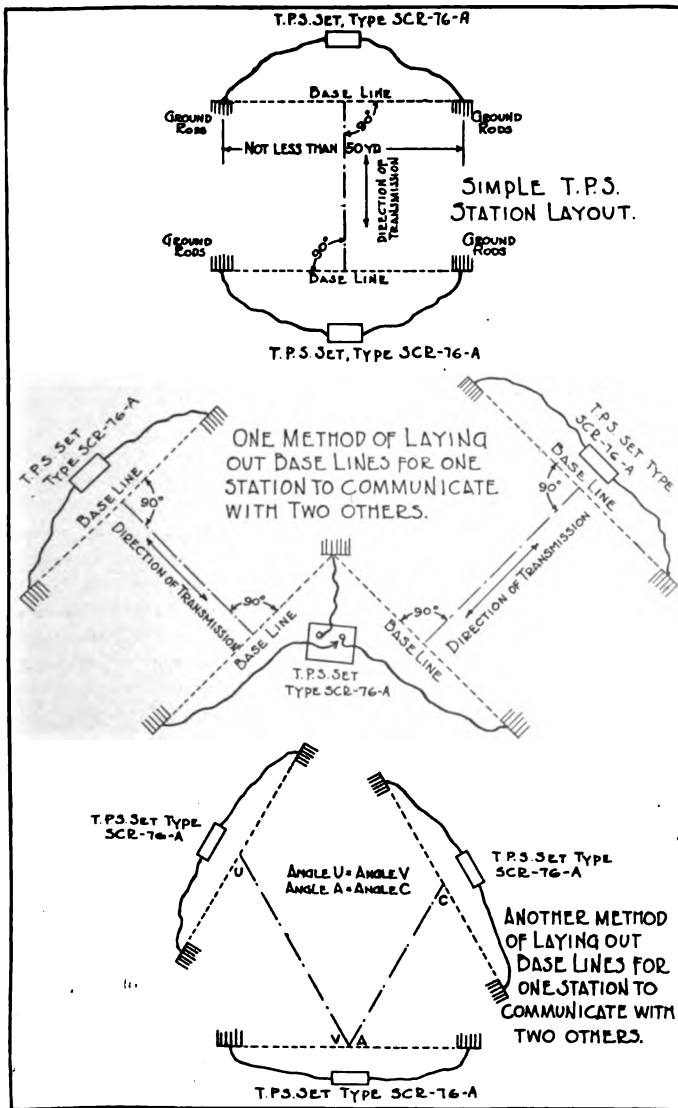 T.P.S. SET, TYPE SCR-76-A
BASE LINE
GROUND
RODS
90°
GROUND
RODS
NOT LESS THAN 50 YD
DIRECTION OF
TRANSMISSION
SIMPLE T.P.S.
STATION LAYOUT.
GROUND
RODS
90°
GROUND
RODS
BASE LINE
T.P.S. SET, TYPE SCR-76-A
T.P.S. SET
TYPE SCR-76-A
BASE LINE
90°
DIRECTION OF TRANSMISSION
90°
BASE LINE
ONE METHOD OF LAYING
OUT BASE LINES FOR ONE
STATION TO COMMUNICATE
WITH TWO OTHERS.
T.P.S. SET TYPE
SCR-76-A
BASE LINE
90°
DIRECTION OF TRANSMISSION
90°
BASE LINE
T.P.S. SET
TYPE SCR-76-A
T.P.S. SET TYPE
SCR-76-A
U
ANGLE U = ANGLE V
ANGLE A = ANGLE C
C
T.P.S. SET TYPE
SCR-76-A
ANOTHER METHOD
OF LAYING OUT
BASE LINES FOR
ONE STATION TO
COMMUNICATE WITH
TWO OTHERS.
V A
T.P.S. SET TYPE SCR-76-A